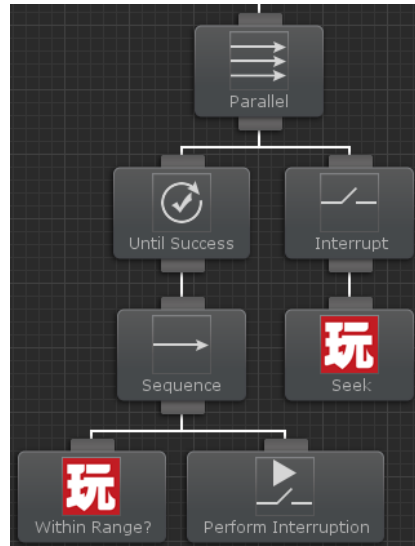 Parallel
Until Success
Interrupt
Sequence
玩
Seek
玩
Within Range?
Perform Interruption